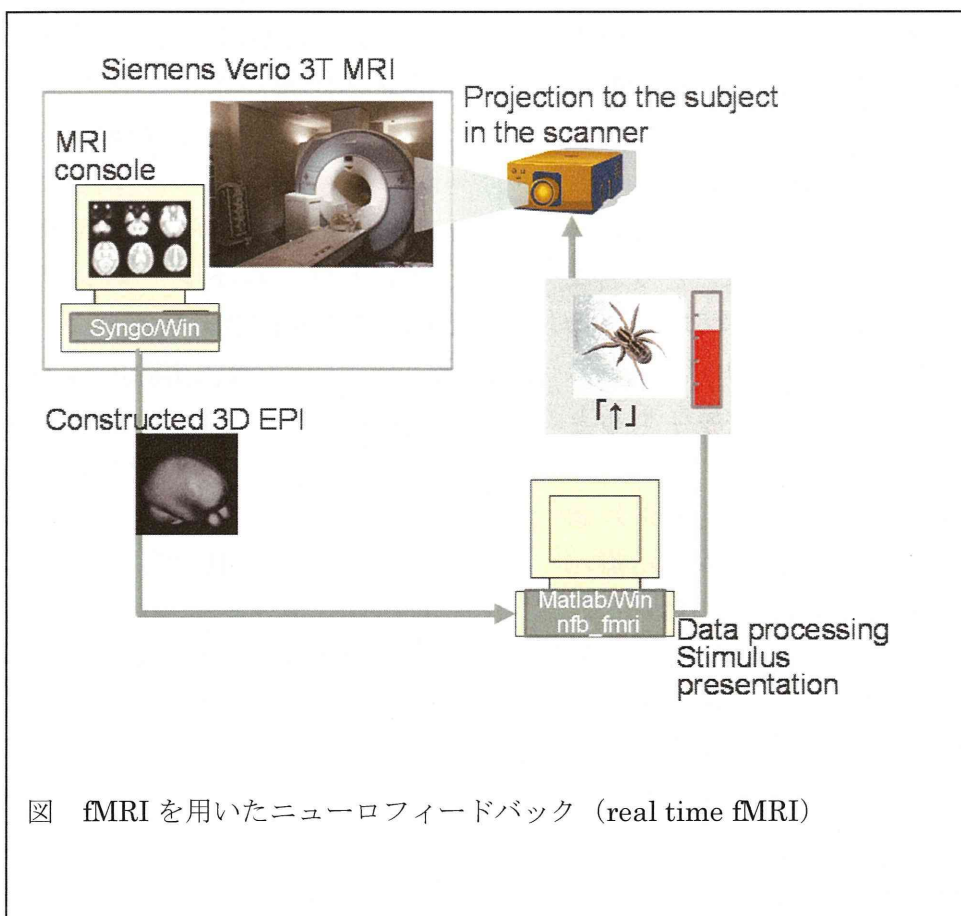 Siemens Verio 3T MRI
MRI
console
Syngo/Win
Projection to the subject
in the scanner
Constructed 3D EPI
「↑」
Matlab/Win
nfb_fmri
Data processing
Stimulus
presentation
図 fMRI を用いたニューロフィードバック（real time fMRI）